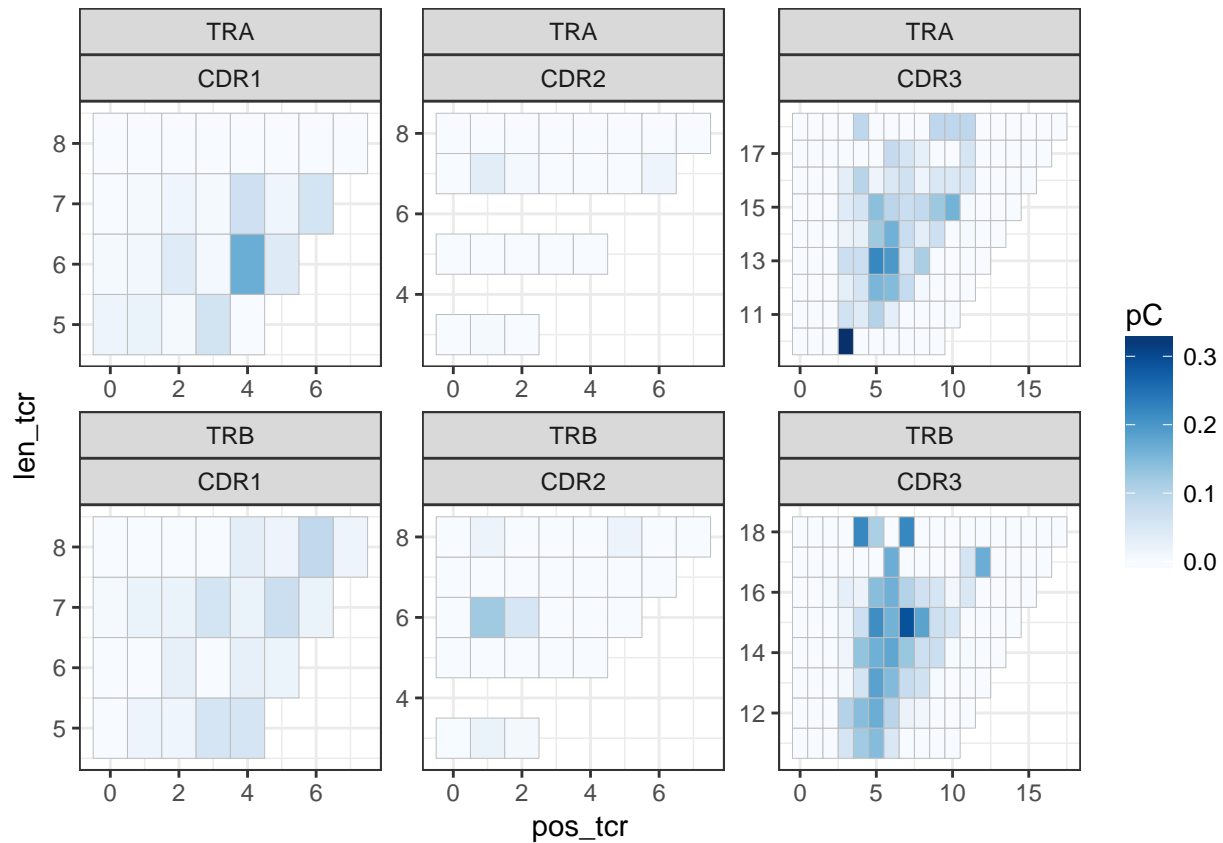 TRA TRA TRA
CDR1 CDR2 CDR3
8 8 17
7 6 15
6 4 13
5 11
0 2 4 6 0 2 4 6 0 5 10 15
TRB TRB TRB
CDR1 CDR2 CDR3
8 8 18
7 6 16
6 4 14
5 12
0 2 4 6 0 2 4 6 0 5 10 15
pos_tcr
len_tcr
pC
0.3
0.2
0.1
0.0